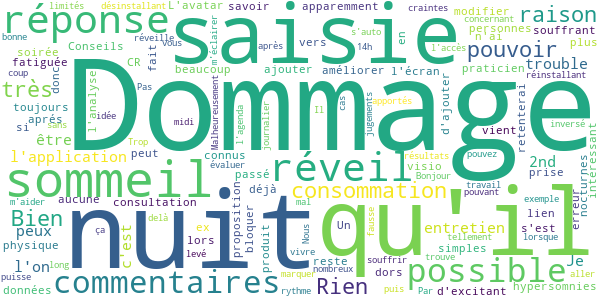 limités désinstallant L'avatar savoir apparemment craintes modifier concernant
bonne réponse saisie raison
soirée réveille vous m'éclairer s'auto en l'accès personnes n'ai souffrant
Conseils fait après vers 14h pouvoir plus
fatiguée CR beaucoup ajouter améliorer l'écran praticien trouble
coup donc Pas réinstallant
très l'analyse Dommage d'ajouter
toujours idée Malheureusement midi l'agenda journalier Il cas jugements apportés retenterai inversé
si aprés sans
être Trop résultats vient
l'application peut connus évaluer passé réveil visio Bonjour pouvez 2nd prise intéressant
sommeil déjà travail pouvant erreur nocturnes
m'aider aucune consultation mal consommation exemple
Bien delà nuit proposition bloquer Un fausse qu'il entretien lien
peux ça ex Nous tellement s'est aller
physique c'est lors produit vivre simples lorsque Je
l'on levé reste souffrir trouve possible
puisse commentaires marquer nombreux dors hypersomnies
données long rythme Rien puis Par d'excitant